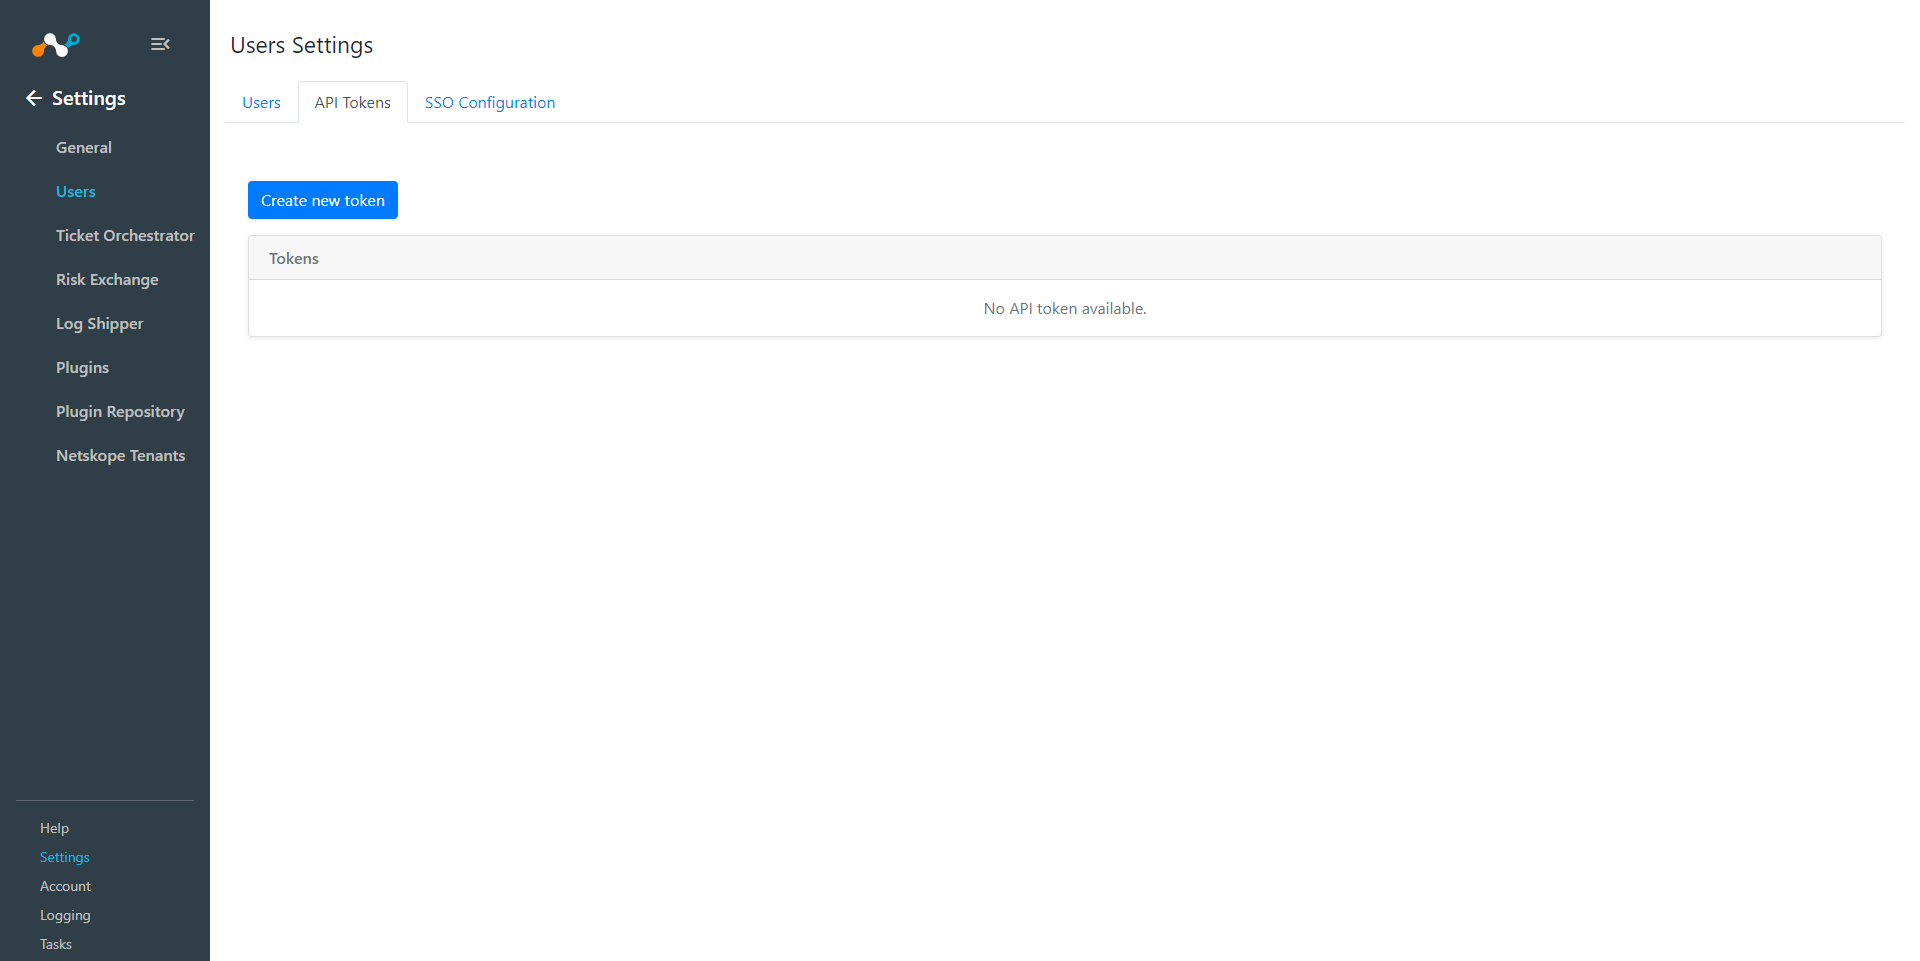 Settings
General
Users
Ticket Orchestrator
Risk Exchange
Log Shipper
Plugins
Plugin Repository
Netskope Tenants
Help
Settings
Account
Logging
Tasks
Users Settings
Users
API Tokens
SSO Configuration
Create new token
Tokens
No API token available.